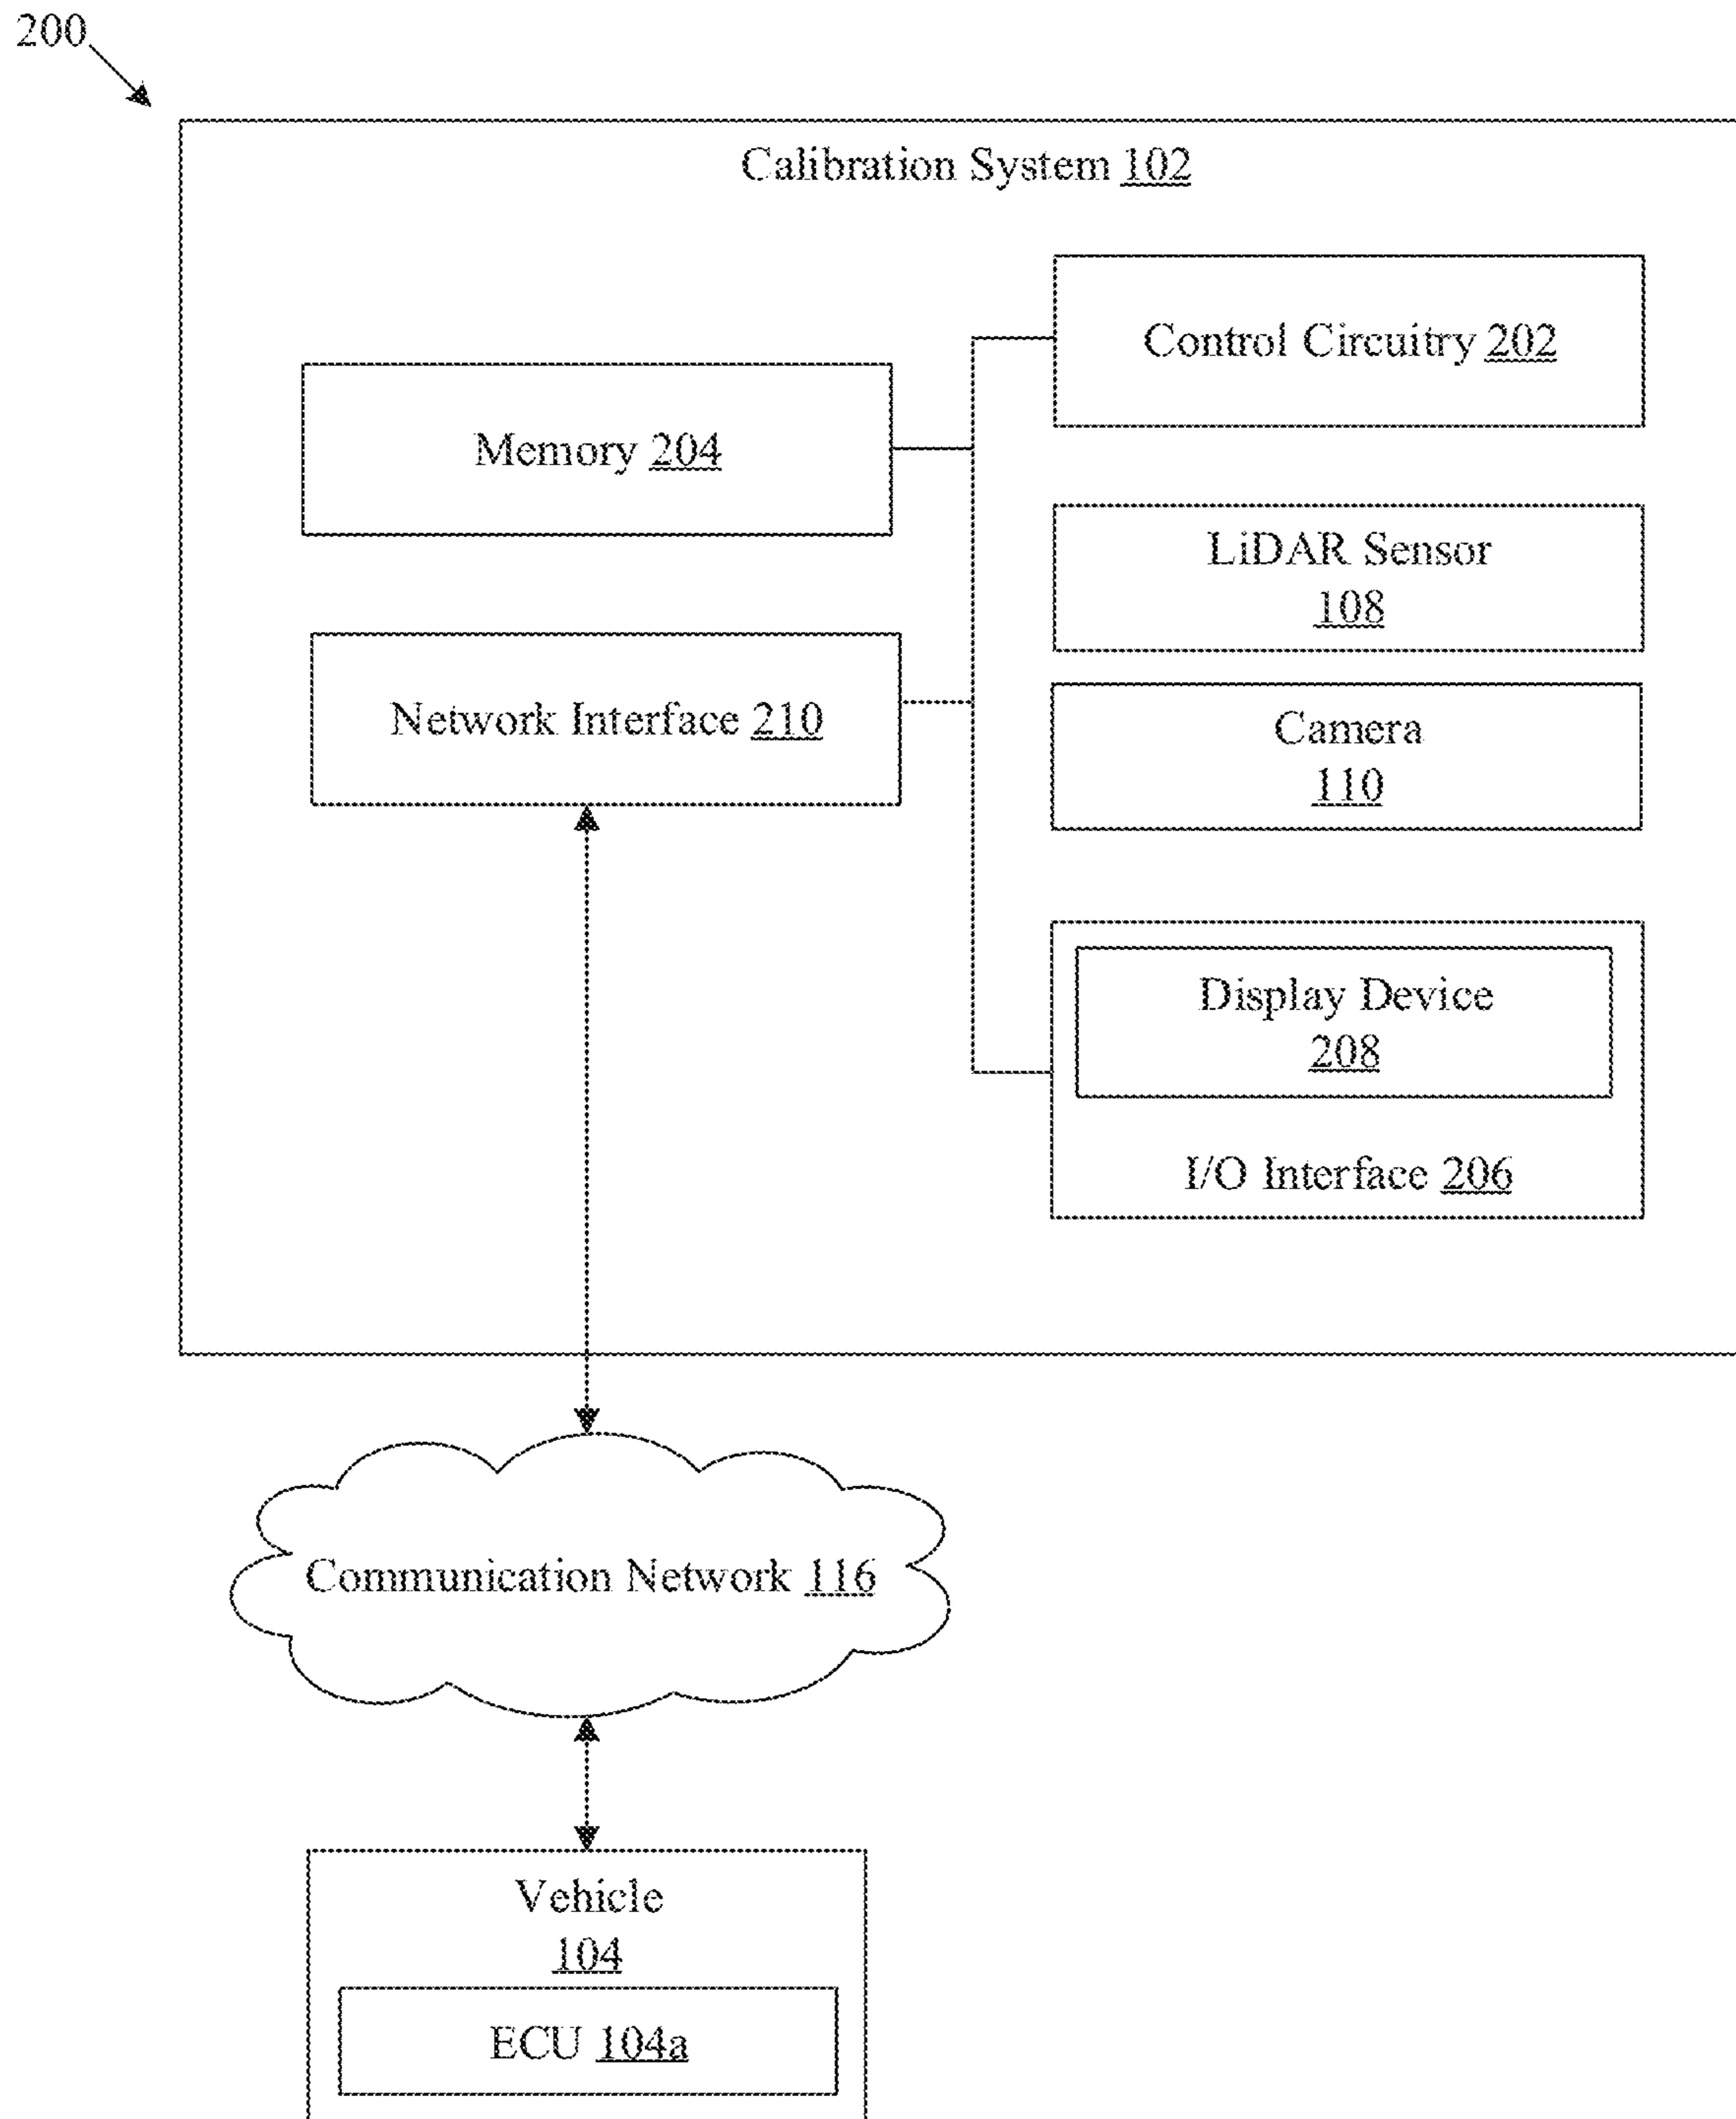 200
Calibration System 102
Control Circuitry 202
Memory 204
LiDAR Sensor
108
Network Interface 210
Camera
110
Display Device
208
I/O Interface 206
Communication Network 116
Vehicle
104
ECU 104a